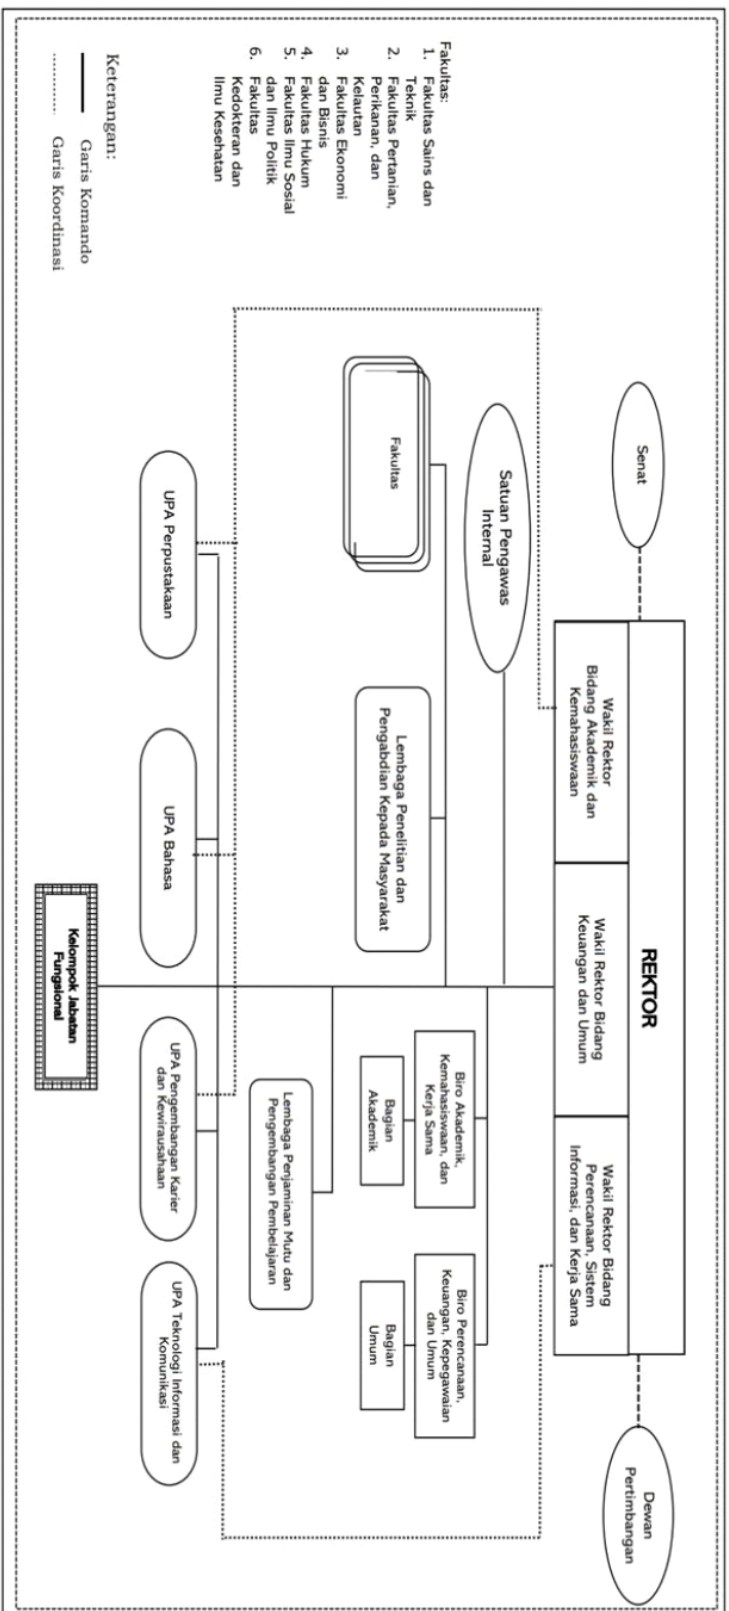 Senat
REKTOR
Dewan
Pertimbangan
Wakil Rektor
Bidang Akademik dan
Kemahasiswaan
Wakil Rektor Bidang
Keuangan dan Umum
Wakil Rektor Bidang
Perencanaan, Sistem
Informasi, dan Kerja Sama
Satuan Pengawas
Internal
Fakultas
Lembaga Penelitian dan
Pengabdian Kepada Masyarakat
Biro Akademik,
Kemahasiswaan, dan
Kerja Sama
Bagian
Akademik
Biro Perencanaan,
Keuangan, Kepegawaian
dan Umum
Bagian
Umum
Lembaga Penjaminan Mutu dan
Pengembangan Pembelajaran
UPA Perpustakaan
UPA Bahasa
UPA Pengembangan Karier
dan Kewirausahaan
UPA Teknologi Informasi dan
Komunikasi
Kelompok Jabatan
Fungsional
Fakultas:
1. Fakultas Sains dan
Teknik
2. Fakultas Pertanian,
Perikanan, dan
Kelautan
3. Fakultas Ekonomi
dan Bisnis
4. Fakultas Hukum
5. Fakultas Ilmu Sosial
dan Ilmu Politik
6. Fakultas
Kedokteran dan
Ilmu Kesehatan
Keterangan:
Garis Komando
Garis Koordinasi